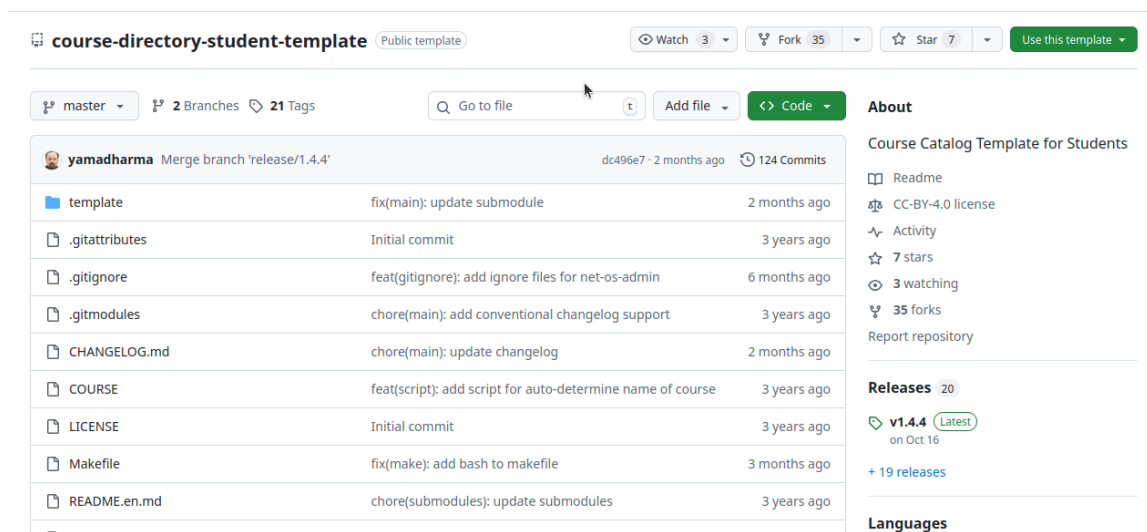 course-directory-student-template Public template Watch 3 Fork 35 Star 7 Use this template
master 2 Branches 21 Tags Go to file t Add file <> Code
yamadharma Merge branch 'release/1.4.4' dc496e7 · 2 months ago 124 Commits
template fix(main): update submodule 2 months ago
.gitattributes Initial commit 3 years ago
.gitignore feat(gitignore): add ignore files for net-os-admin 6 months ago
.gitmodules chore(main): add conventional changelog support 3 years ago
CHANGELOG.md chore(main): update changelog 2 months ago
COURSE feat(script): add script for auto-determine name of course 3 years ago
LICENSE Initial commit 3 years ago
Makefile fix(make): add bash to makefile 3 months ago
README.en.md chore(submodules): update submodules 3 years ago
About
Course Catalog Template for Students
Readme
CC-BY-4.0 license
Activity
7 stars
3 watching
35 forks
Report repository
Releases 20
v1.4.4 Latest
on Oct 16
+ 19 releases
Languages